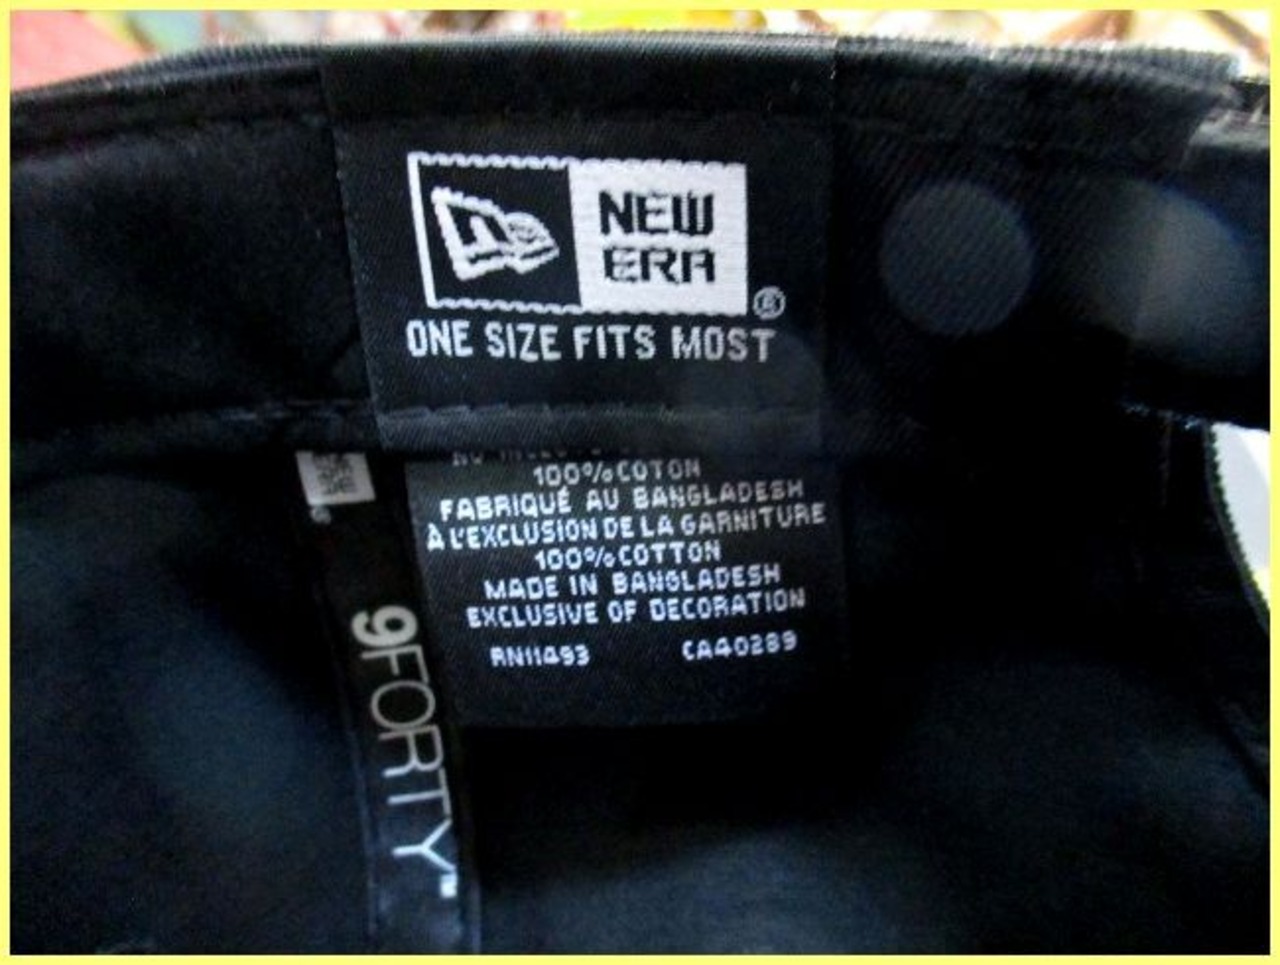 NEW
ERA
®
ONE SIZE FITS MOST
100% COTON
FABRIQUÉ AU BANGLADESH
À L'EXCLUSION DE LA GARNITURE
100% COTTON
MADE IN BANGLADESH
EXCLUSIVE OF DECORATION
RN11493 CA40289
9FORTY